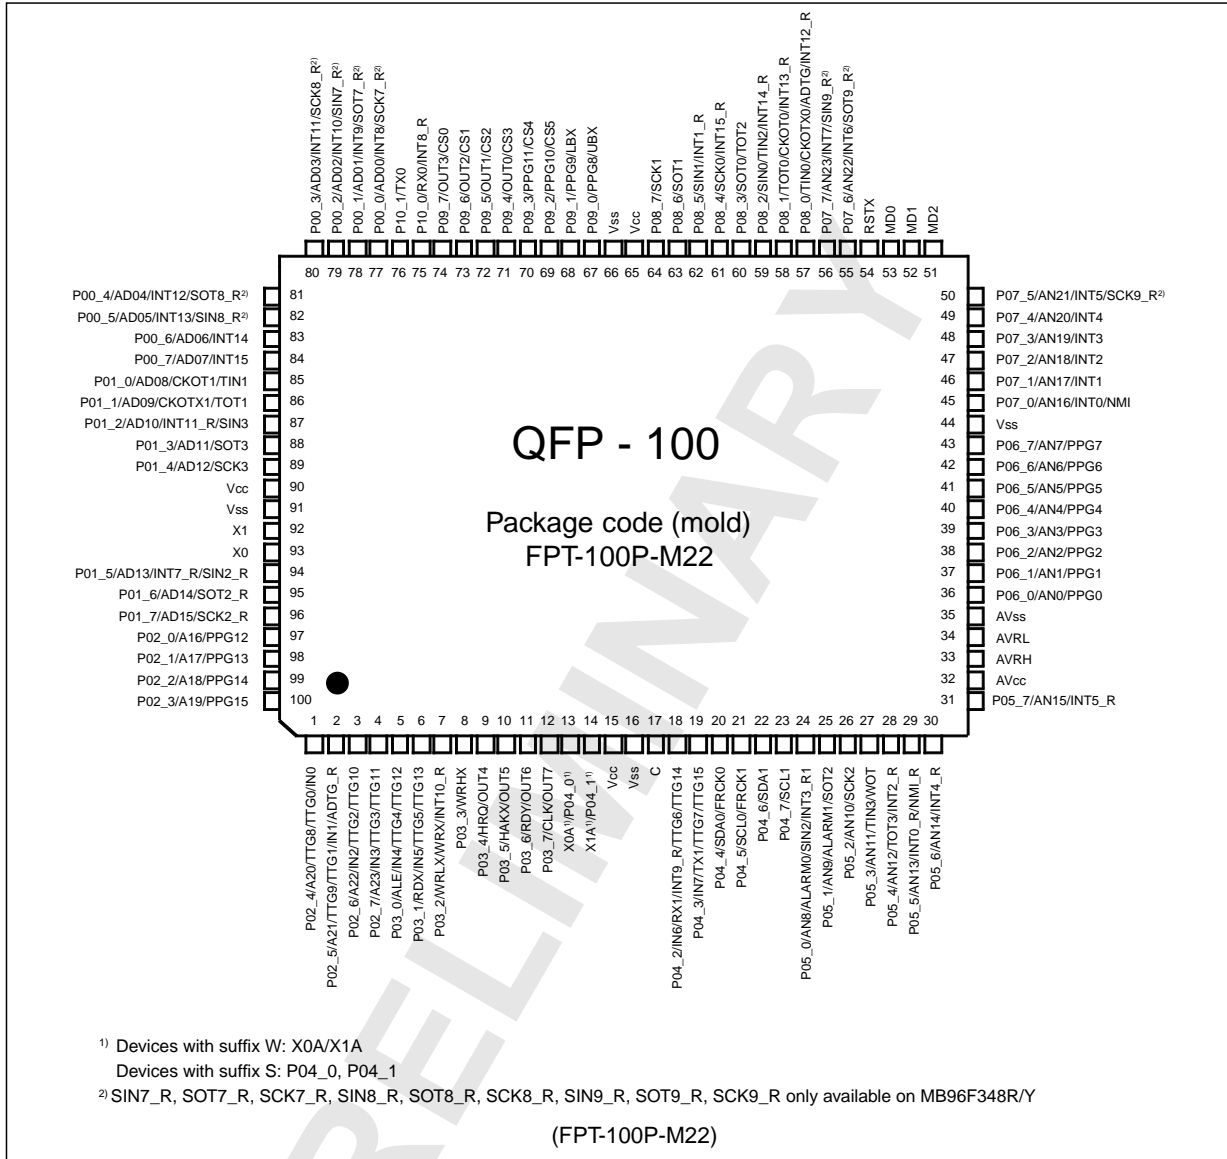 P00_3/AD03/INT11/SCK8_R2)
P00_2/AD02/INT10/SIN7_R2)
P00_1/AD01/INT9/SOT7_R2)
P00_0/AD00/INT8/SCK7_R2)
P10_1/TX0
P10_0/RX0/INT8_R
P09_7/OUT3/CS0
P09_6/OUT2/CS1
P09_5/OUT1/CS2
P09_4/OUT0/CS3
P09_3/PPG11/CS4
P09_2/PPG10/CS5
P09_1/PPG9/LBX
P09_0/PPG8/UBX
Vss
Vcc
P08_7/SCK1
P08_6/SOT1
P08_5/SIN1/INT1_R
P08_4/SCK0/INT15_R
P08_3/SOT0/TOT2
P08_2/SIN0/TIN2/INT14_R
P08_1/TOT0/CKOT0/INT13_R
P08_0/TIN0/CKOTX0/ADTG/INT12_R
P07_7/AN23/INT7/SIN9_R2)
P07_6/AN22/INT6/SOT9_R2)
RSTX
MD0
MD1
MD2
80 79 78 77 76 75 74 73 72 71 70 69 68 67 66 65 64 63 62 61 60 59 58 57 56 55 54 53 52 51
P00_4/AD04/INT12/SOT8_R2) 81
P00_5/AD05/INT13/SIN8_R2) 82
P00_6/AD06/INT14 83
P00_7/AD07/INT15 84
P01_0/AD08/CKOT1/TIN1 85
P01_1/AD09/CKOTX1/TOT1 86
P01_2/AD10/INT11_R/SIN3 87
P01_3/AD11/SOT3 88
P01_4/AD12/SCK3 89
Vcc 90
Vss 91
X1 92
X0 93
P01_5/AD13/INT7_R/SIN2_R 94
P01_6/AD14/SOT2_R 95
P01_7/AD15/SCK2_R 96
P02_0/A16/PPG12 97
P02_1/A17/PPG13 98
P02_2/A18/PPG14 99
P02_3/A19/PPG15 100
QFP - 100
Package code (mold)
FPT-100P-M22
PRELIMINARY
50 P07_5/AN21/INT5/SCK9_R2)
49 P07_4/AN20/INT4
48 P07_3/AN19/INT3
47 P07_2/AN18/INT2
46 P07_1/AN17/INT1
45 P07_0/AN16/INT0/NMI
44 Vss
43 P06_7/AN7/PPG7
42 P06_6/AN6/PPG6
41 P06_5/AN5/PPG5
40 P06_4/AN4/PPG4
39 P06_3/AN3/PPG3
38 P06_2/AN2/PPG2
37 P06_1/AN1/PPG1
36 P06_0/AN0/PPG0
35 AVss
34 AVRL
33 AVRH
32 AVcc
31 P05_7/AN15/INT5_R
1 2 3 4 5 6 7 8 9 10 11 12 13 14 15 16 17 18 19 20 21 22 23 24 25 26 27 28 29 30
P02_4/A20/TTG8/TTG0/IN0
P02_5/A21/TTG9/TTG1/IN1/ADTG_R
P02_6/A22/IN2/TTG2/TTG10
P02_7/A23/IN3/TTG3/TTG11
P03_0/ALE/IN4/TTG4/TTG12
P03_1/RDX/IN5/TTG5/TTG13
P03_2/WRLX/WRX/INT10_R
P03_3/WRHX
P03_4/HRQ/OUT4
P03_5/HAKX/OUT5
P03_6/RDY/OUT6
P03_7/CLK/OUT7
X0A1)/P04_01)
X1A1)/P04_11)
Vcc
Vss
C
P04_2/IN6/RX1/INT9_R/TTG6/TTG14
P04_3/IN7/TX1/TTG7/TTG15
P04_4/SDA0/FRCK0
P04_5/SCL0/FRCK1
P04_6/SDA1
P04_7/SCL1
P05_0/AN8/ALARM0/SIN2/INT3_R1
P05_1/AN9/ALARM1/SOT2
P05_2/AN10/SCK2
P05_3/AN11/TIN3/WOT
P05_4/AN12/TOT3/INT2_R
P05_5/AN13/INT0_R/NMI_R
P05_6/AN14/INT4_R
1) Devices with suffix W: X0A/X1A
Devices with suffix S: P04_0, P04_1
2) SIN7_R, SOT7_R, SCK7_R, SIN8_R, SOT8_R, SCK8_R, SIN9_R, SOT9_R, SCK9_R only available on MB96F348R/Y
(FPT-100P-M22)